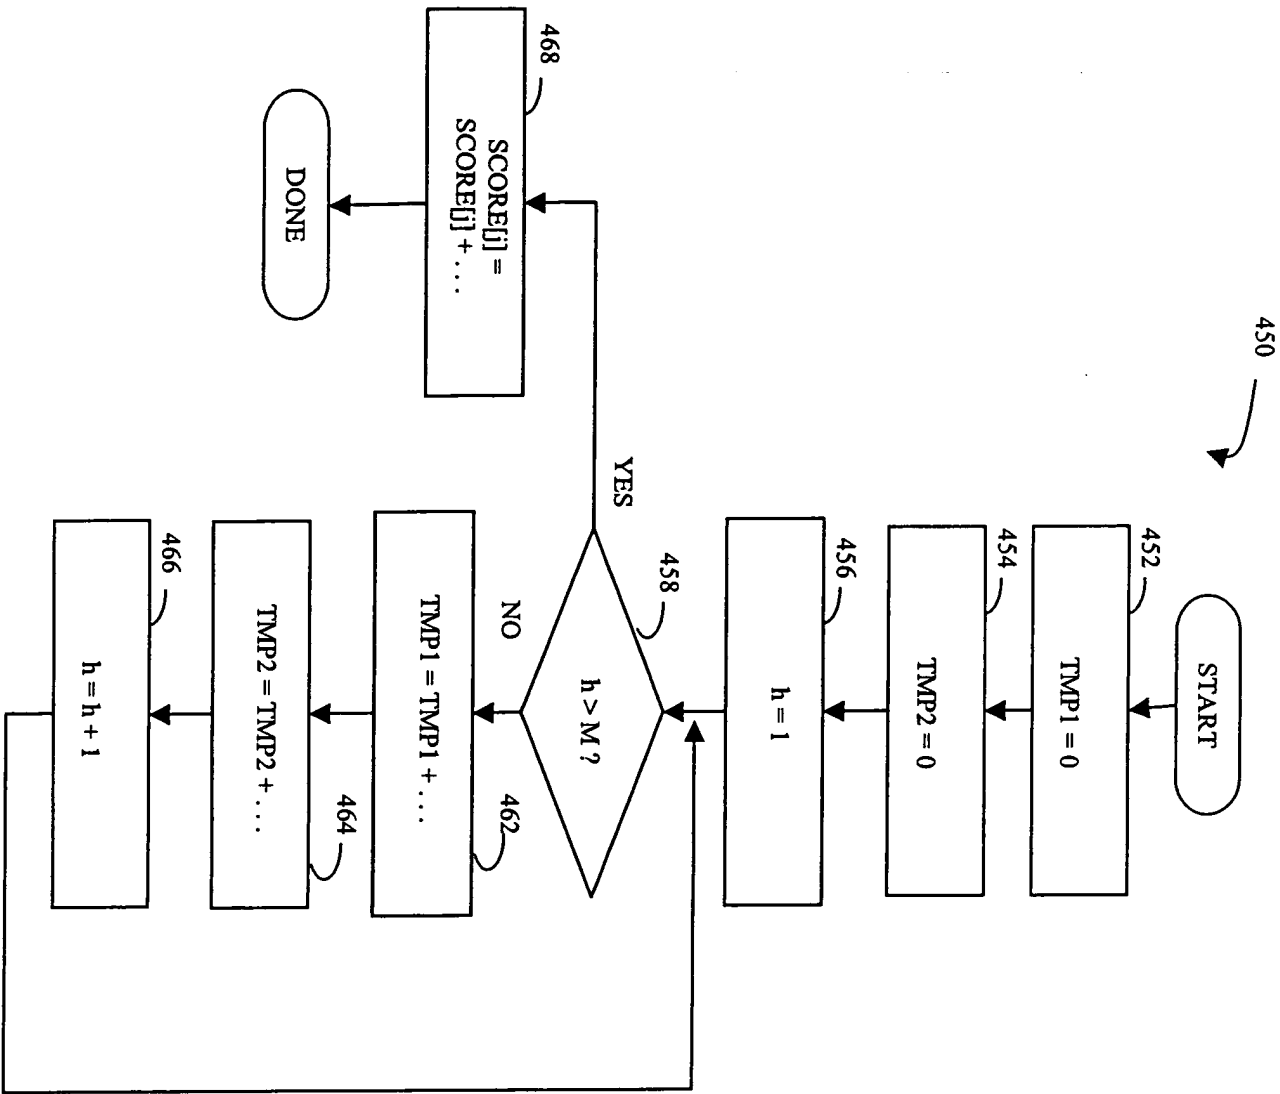 450
START
452
TMP1 = 0
454
TMP2 = 0
456
h = 1
458
h > M ?
YES
NO
468
SCORE[j] =
SCORE[j] + . . .
DONE
462
TMP1 = TMP1 + . . .
464
TMP2 = TMP2 + . . .
466
h = h + 1